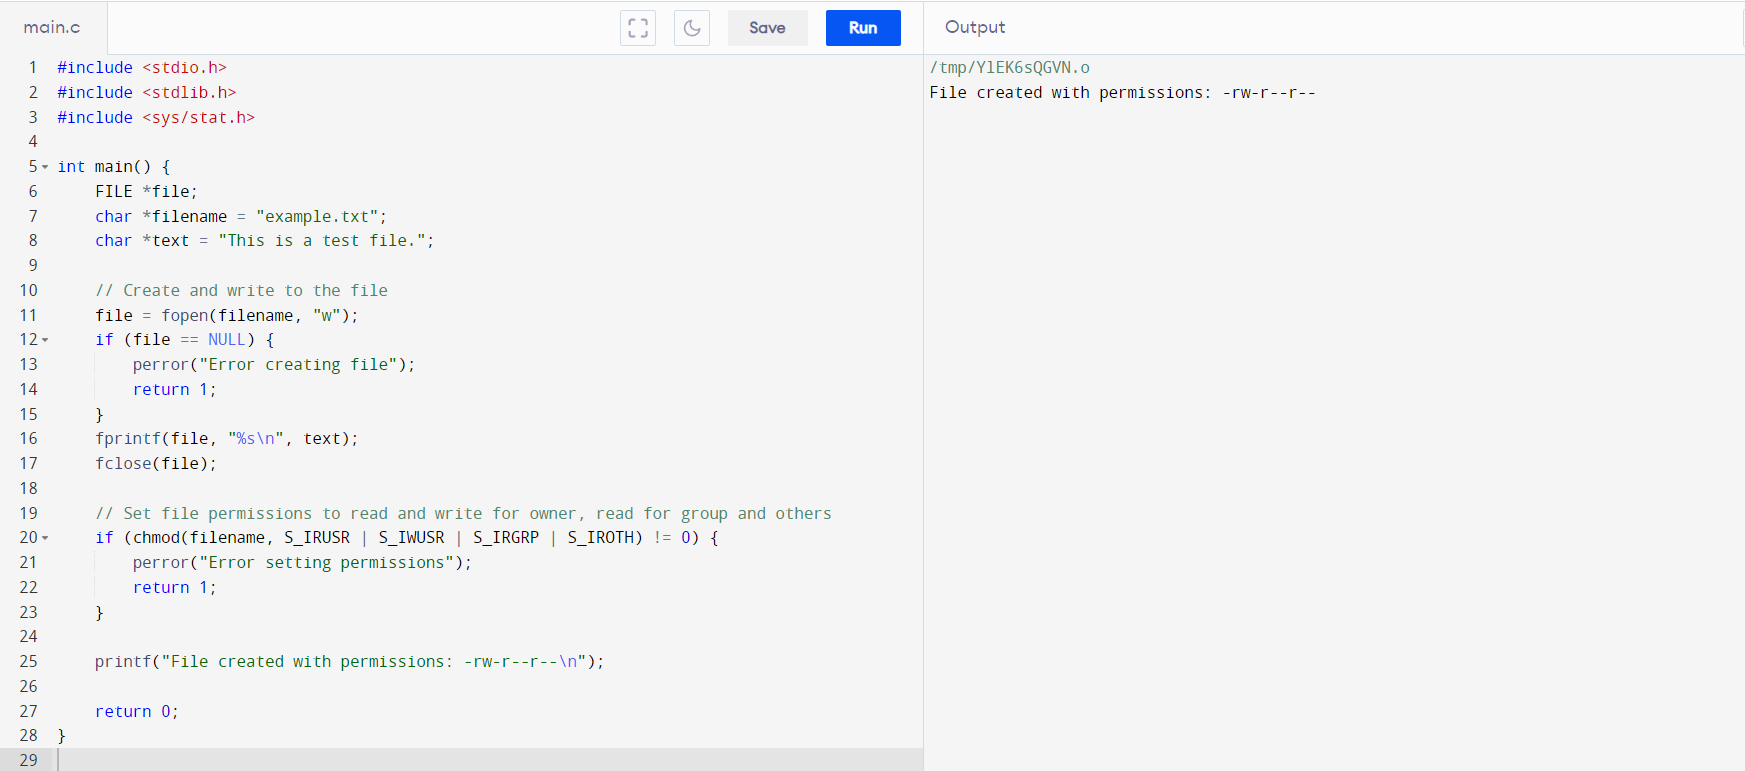 main.c
Save
Run
Output
1 #include <stdio.h>
2 #include <stdlib.h>
3 #include <sys/stat.h>
4
5 int main() {
6     FILE *file;
7     char *filename = "example.txt";
8     char *text = "This is a test file.";
9
10     // Create and write to the file
11     file = fopen(filename, "w");
12     if (file == NULL) {
13         perror("Error creating file");
14         return 1;
15     }
16     fprintf(file, "%s\n", text);
17     fclose(file);
18
19     // Set file permissions to read and write for owner, read for group and others
20     if (chmod(filename, S_IRUSR | S_IWUSR | S_IRGRP | S_IROTH) != 0) {
21         perror("Error setting permissions");
22         return 1;
23     }
24
25     printf("File created with permissions: -rw-r--r--\n");
26
27     return 0;
28 }
29
/tmp/YlEK6sQGVN.o
File created with permissions: -rw-r--r--